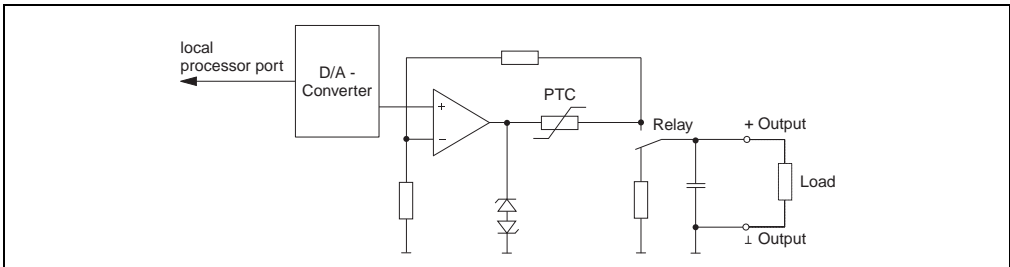 local
processor port
D/A -
Converter
+
−
PTC
Relay
+ Output
Load
⊥ Output